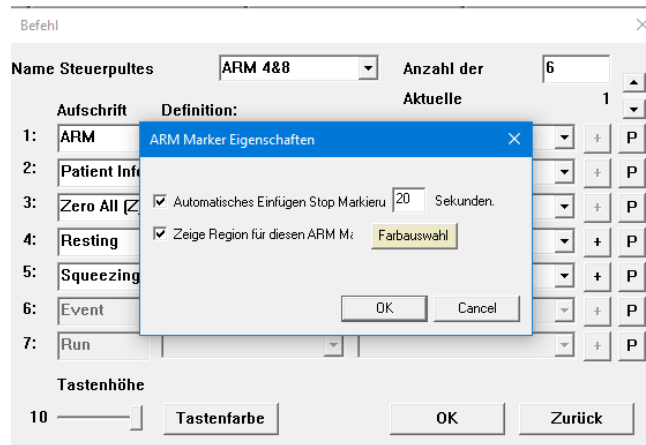 Befehl
Name Steuerpultes ARM 4&8 Anzahl der 6
Aufschrift Definition: Aktuelle 1
1: ARM + P
ARM Marker Eigenschaften
2: Patient Info + P
Automatisches Einfügen Stop Markieru 20 Sekunden.
3: Zero All (Z + P
Zeige Region für diesen ARM Ma Farbauswahl
4: Resting + P
5: Squeezing + P
OK Cancel
6: Event + P
7: Run + P
Tastenhöhe
10 Tastenfarbe OK Zurück